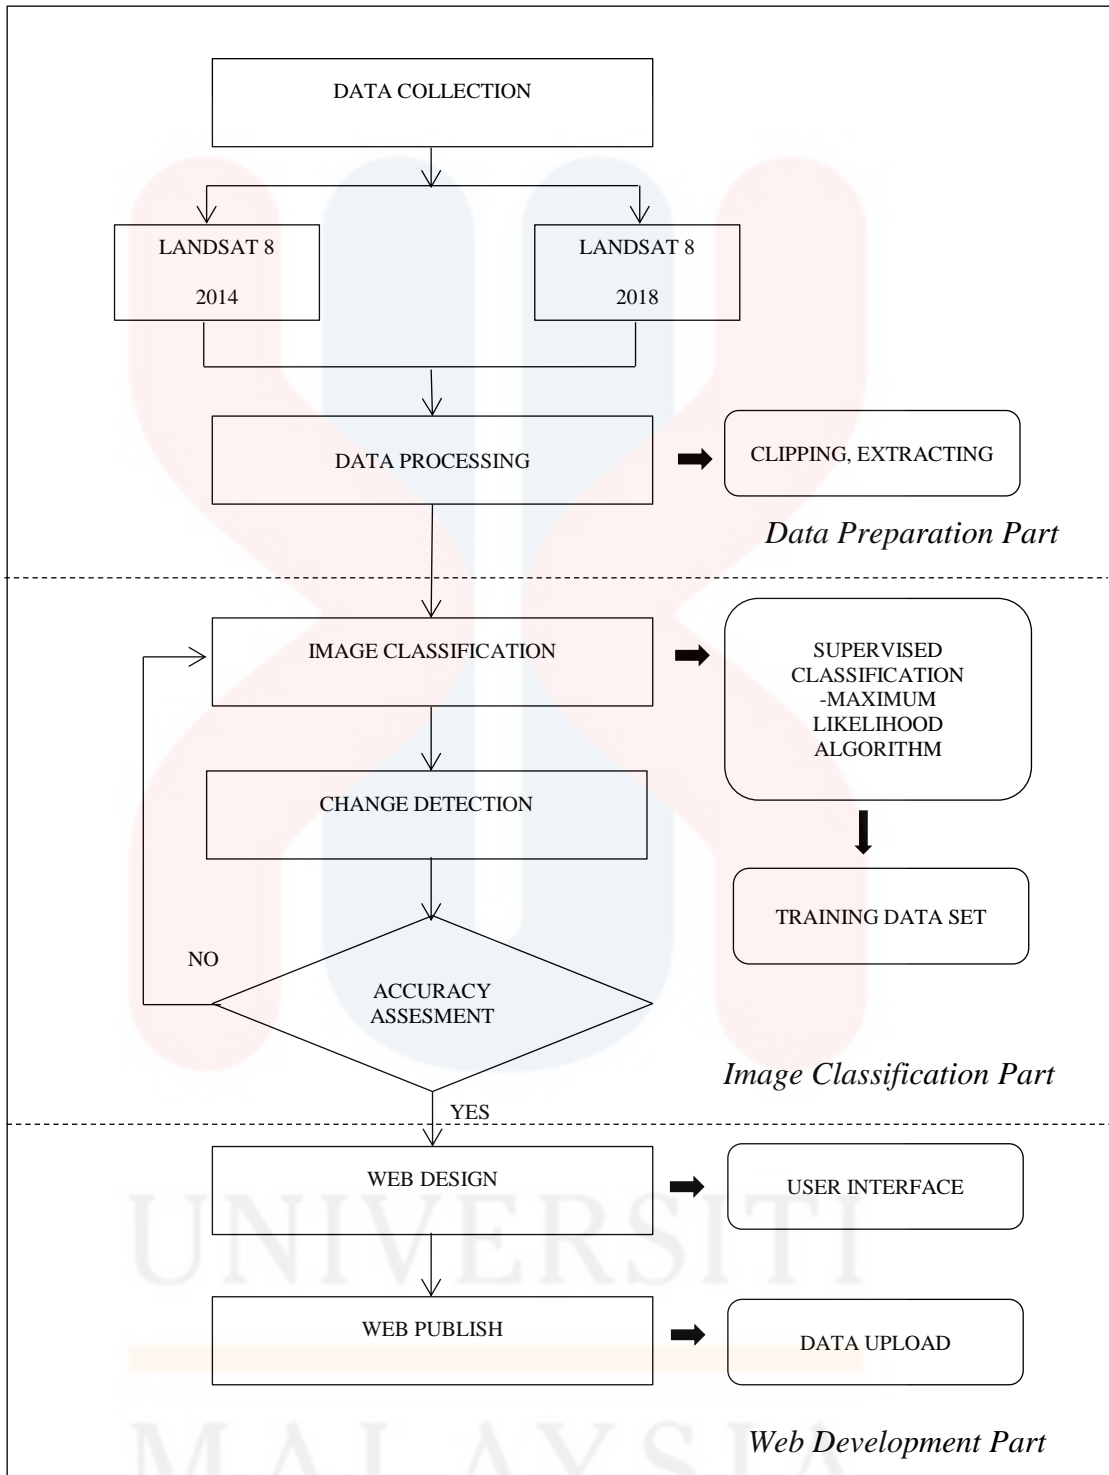 DATA COLLECTION
LANDSAT 8
2014
LANDSAT 8
2018
DATA PROCESSING
CLIPPING, EXTRACTING
Data Preparation Part
IMAGE CLASSIFICATION
SUPERVISED
CLASSIFICATION
-MAXIMUM
LIKELIHOOD
ALGORITHM
CHANGE DETECTION
TRAINING DATA SET
NO
ACCURACY
ASSESMENT
Image Classification Part
YES
WEB DESIGN
USER INTERFACE
UNIVERSITI
WEB PUBLISH
DATA UPLOAD
MALAYSIA
Web Development Part